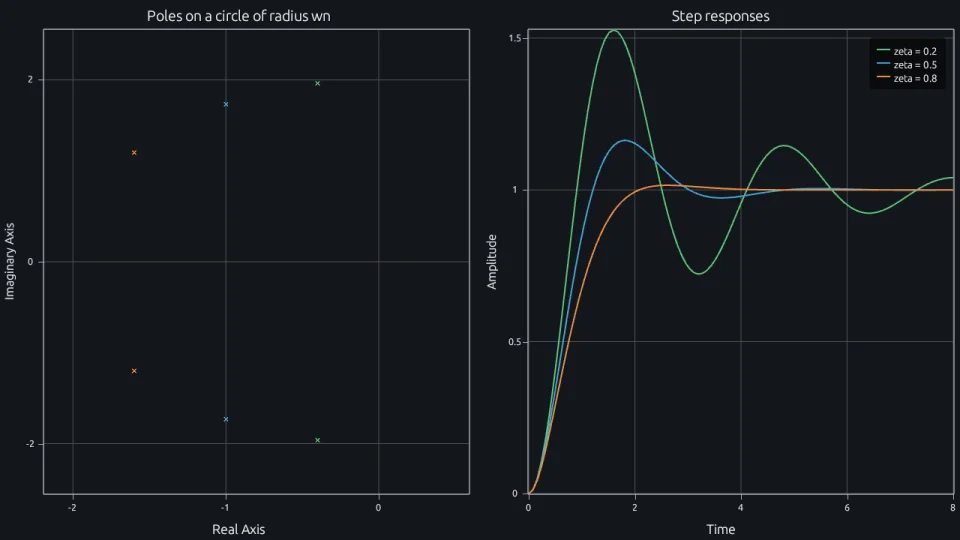 Poles on a circle of radius wn
2
0
-2
-2
-1
0
Real Axis
Imaginary Axis
Step responses
zeta = 0.2
zeta = 0.5
zeta = 0.8
1.5
1
0.5
0
0
2
4
6
8
Time
Amplitude